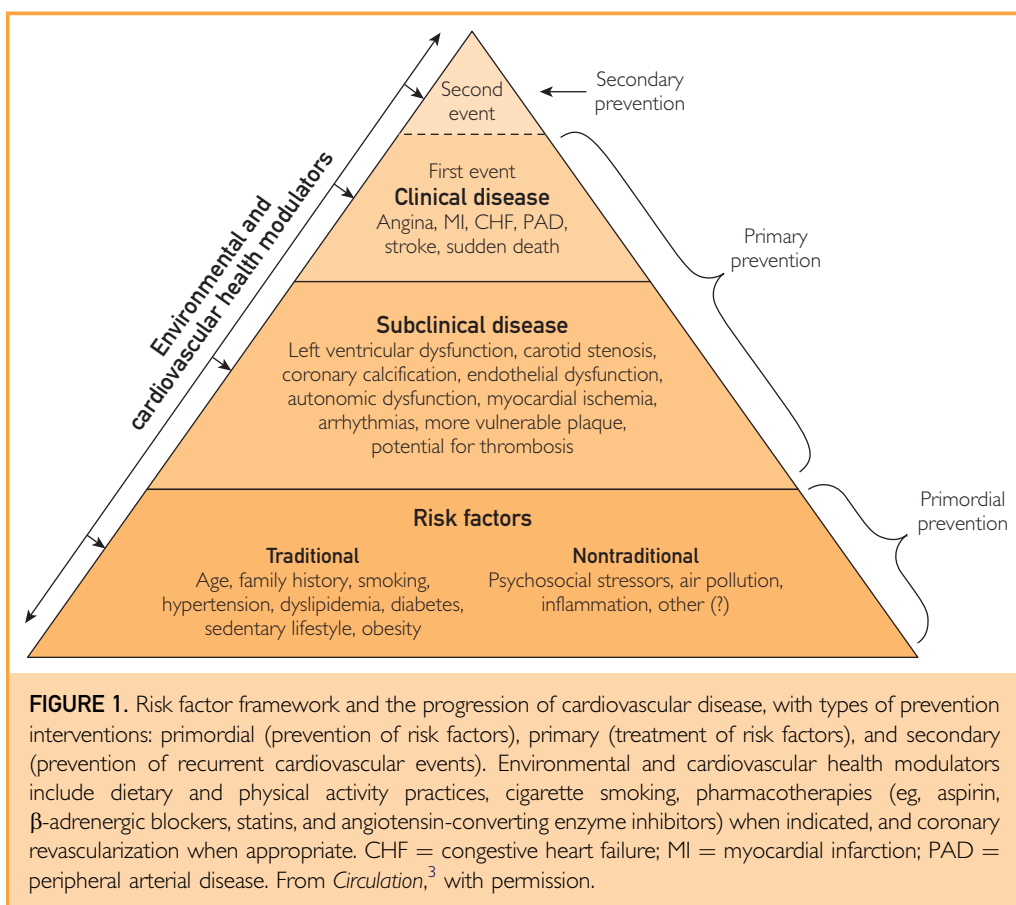 Second
event
Secondary
prevention
First event
Clinical disease
Angina, MI, CHF, PAD,
stroke, sudden death
Environmental and
cardiovascular health modulators
Primary
prevention
Subclinical disease
Left ventricular dysfunction, carotid stenosis,
coronary calcification, endothelial dysfunction,
autonomic dysfunction, myocardial ischemia,
arrhythmias, more vulnerable plaque,
potential for thrombosis
Primordial
prevention
Risk factors
Traditional
Age, family history, smoking,
hypertension, dyslipidemia, diabetes,
sedentary lifestyle, obesity
Nontraditional
Psychosocial stressors, air pollution,
inflammation, other (?)
FIGURE 1. Risk factor framework and the progression of cardiovascular disease, with types of prevention
interventions: primordial (prevention of risk factors), primary (treatment of risk factors), and secondary
(prevention of recurrent cardiovascular events). Environmental and cardiovascular health modulators
include dietary and physical activity practices, cigarette smoking, pharmacotherapies (eg, aspirin,
β-adrenergic blockers, statins, and angiotensin-converting enzyme inhibitors) when indicated, and coronary
revascularization when appropriate. CHF = congestive heart failure; MI = myocardial infarction; PAD =
peripheral arterial disease. From Circulation,3 with permission.